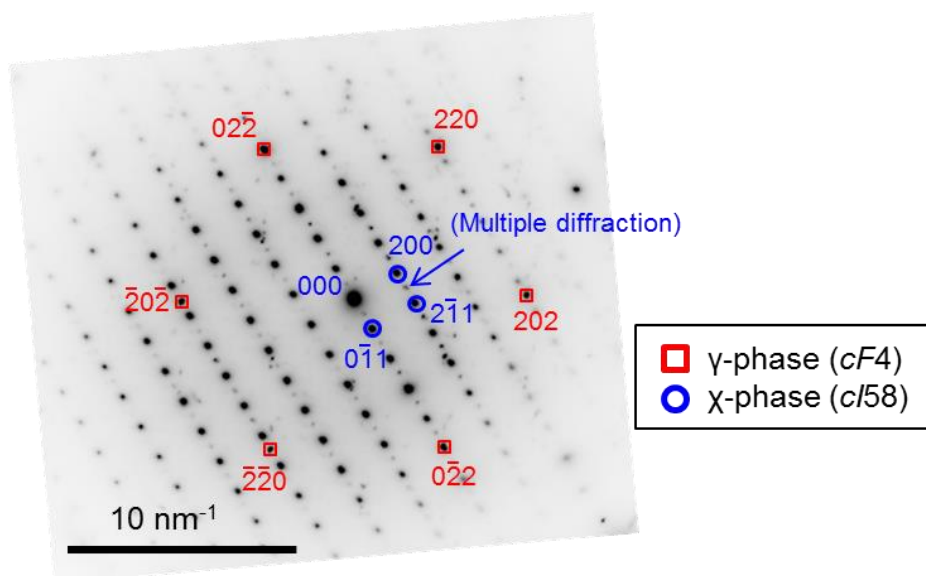 022̅
220
(Multiple diffraction)
200
000
2̅02̅
21̅1
202
01̅1
γ-phase (cF4)
χ-phase (cI58)
2̅2̅0
02̅2
10 nm⁻¹